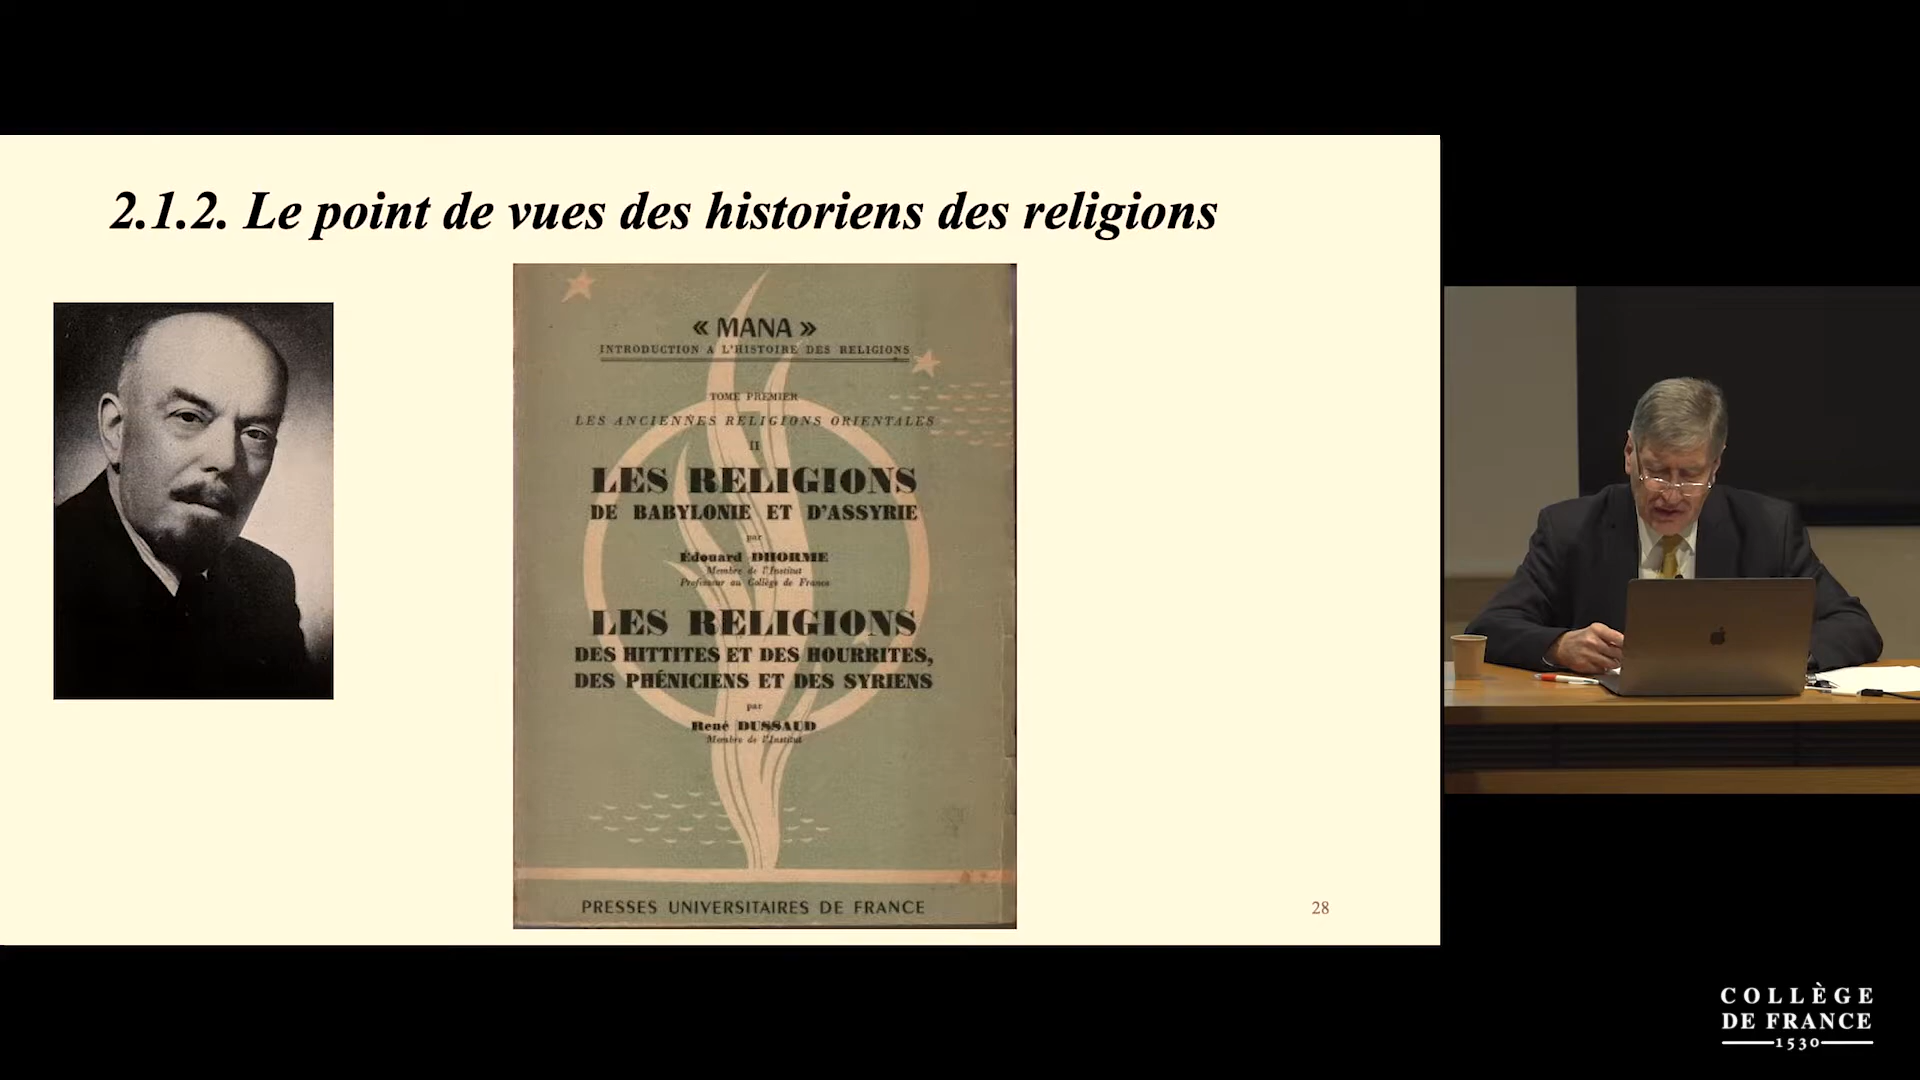 2.1.2. Le point de vues des historiens des religions
« MANA »
INTRODUCTION A L'HISTOIRE DES RELIGIONS
TOME PREMIER
LES ANCIENNES RELIGIONS ORIENTALES
II
LES RELIGIONS
DE BABYLONIE ET D'ASSYRIE
par
Édouard DHORME
Membre de l'Institut
Professeur au Collège de France
LES RELIGIONS
DES HITTITES ET DES HOURRITES,
DES PHÉNICIENS ET DES SYRIENS
par
René DUSSAUD
Membre de l'Institut
PRESSES UNIVERSITAIRES DE FRANCE
28
COLLÈGE
DE FRANCE
1530